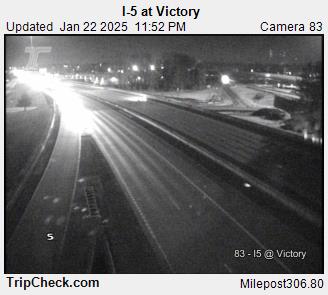 I-5 at Victory
Updated  Jan 22 2025  11:52 PM
Camera 83
S
83 - I5 @ Victory
TripCheck.com
Milepost306.80